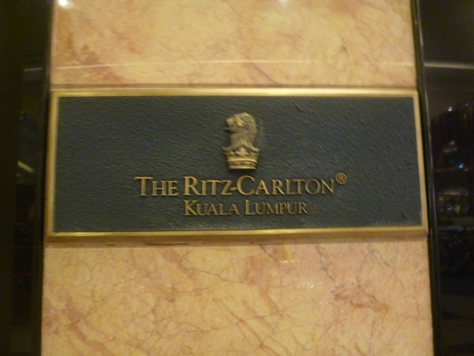 THE RITZ-CARLTON®
KUALA LUMPUR